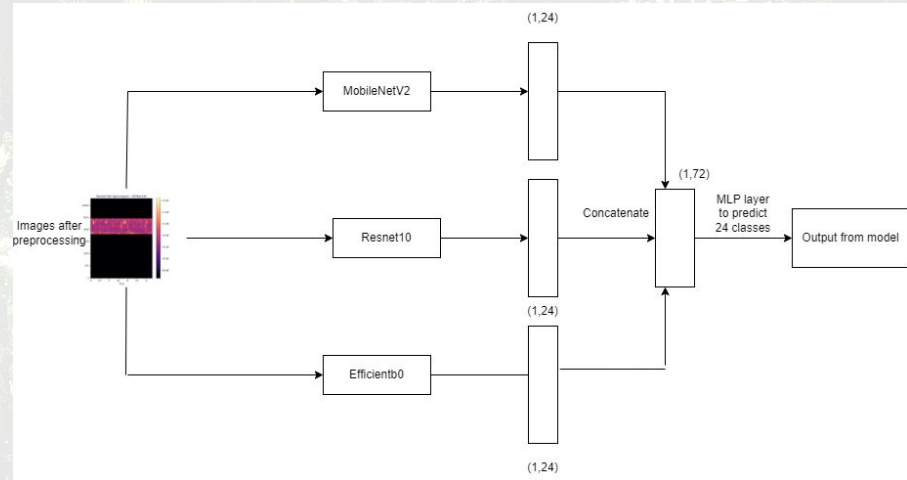 (1,24)
MobileNetV2
(1,72)
Images after
preprocessing
Resnet10
Concatenate
MLP layer
to predict
24 classes
Output from model
(1,24)
Efficientb0
(1,24)